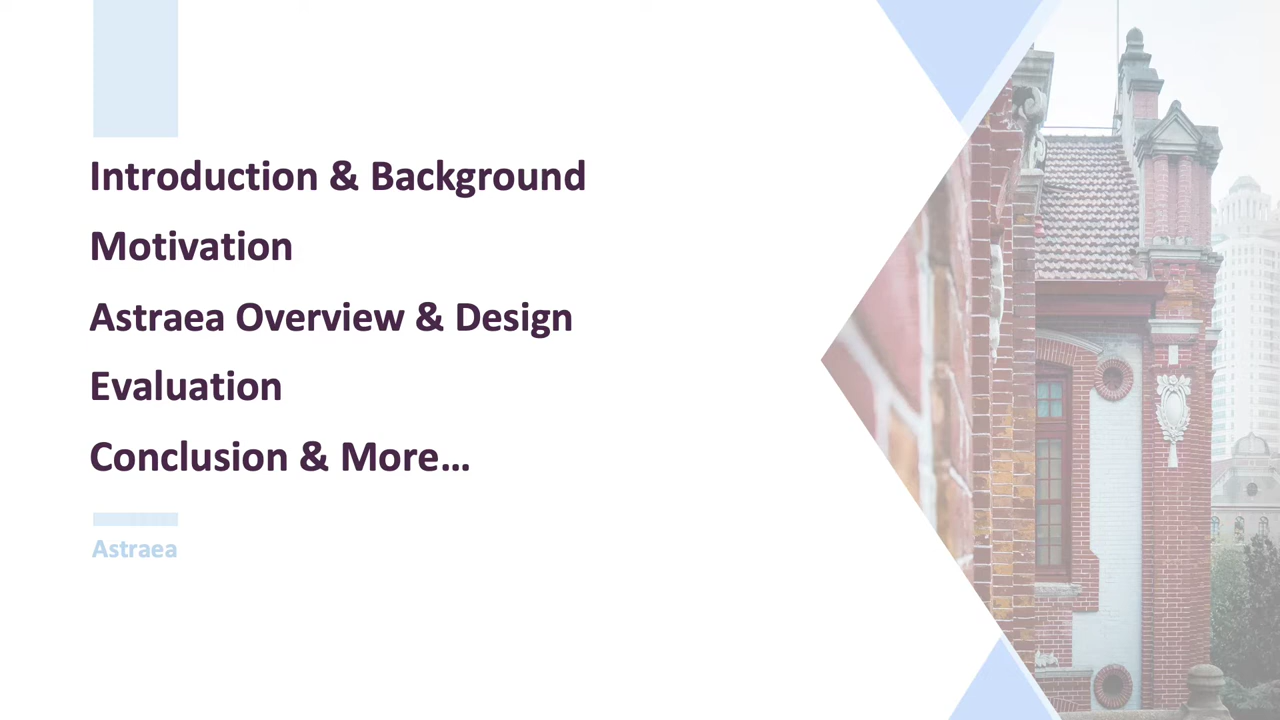 Introduction & Background
Motivation
Astraea Overview & Design
Evaluation
Conclusion & More…
Astraea